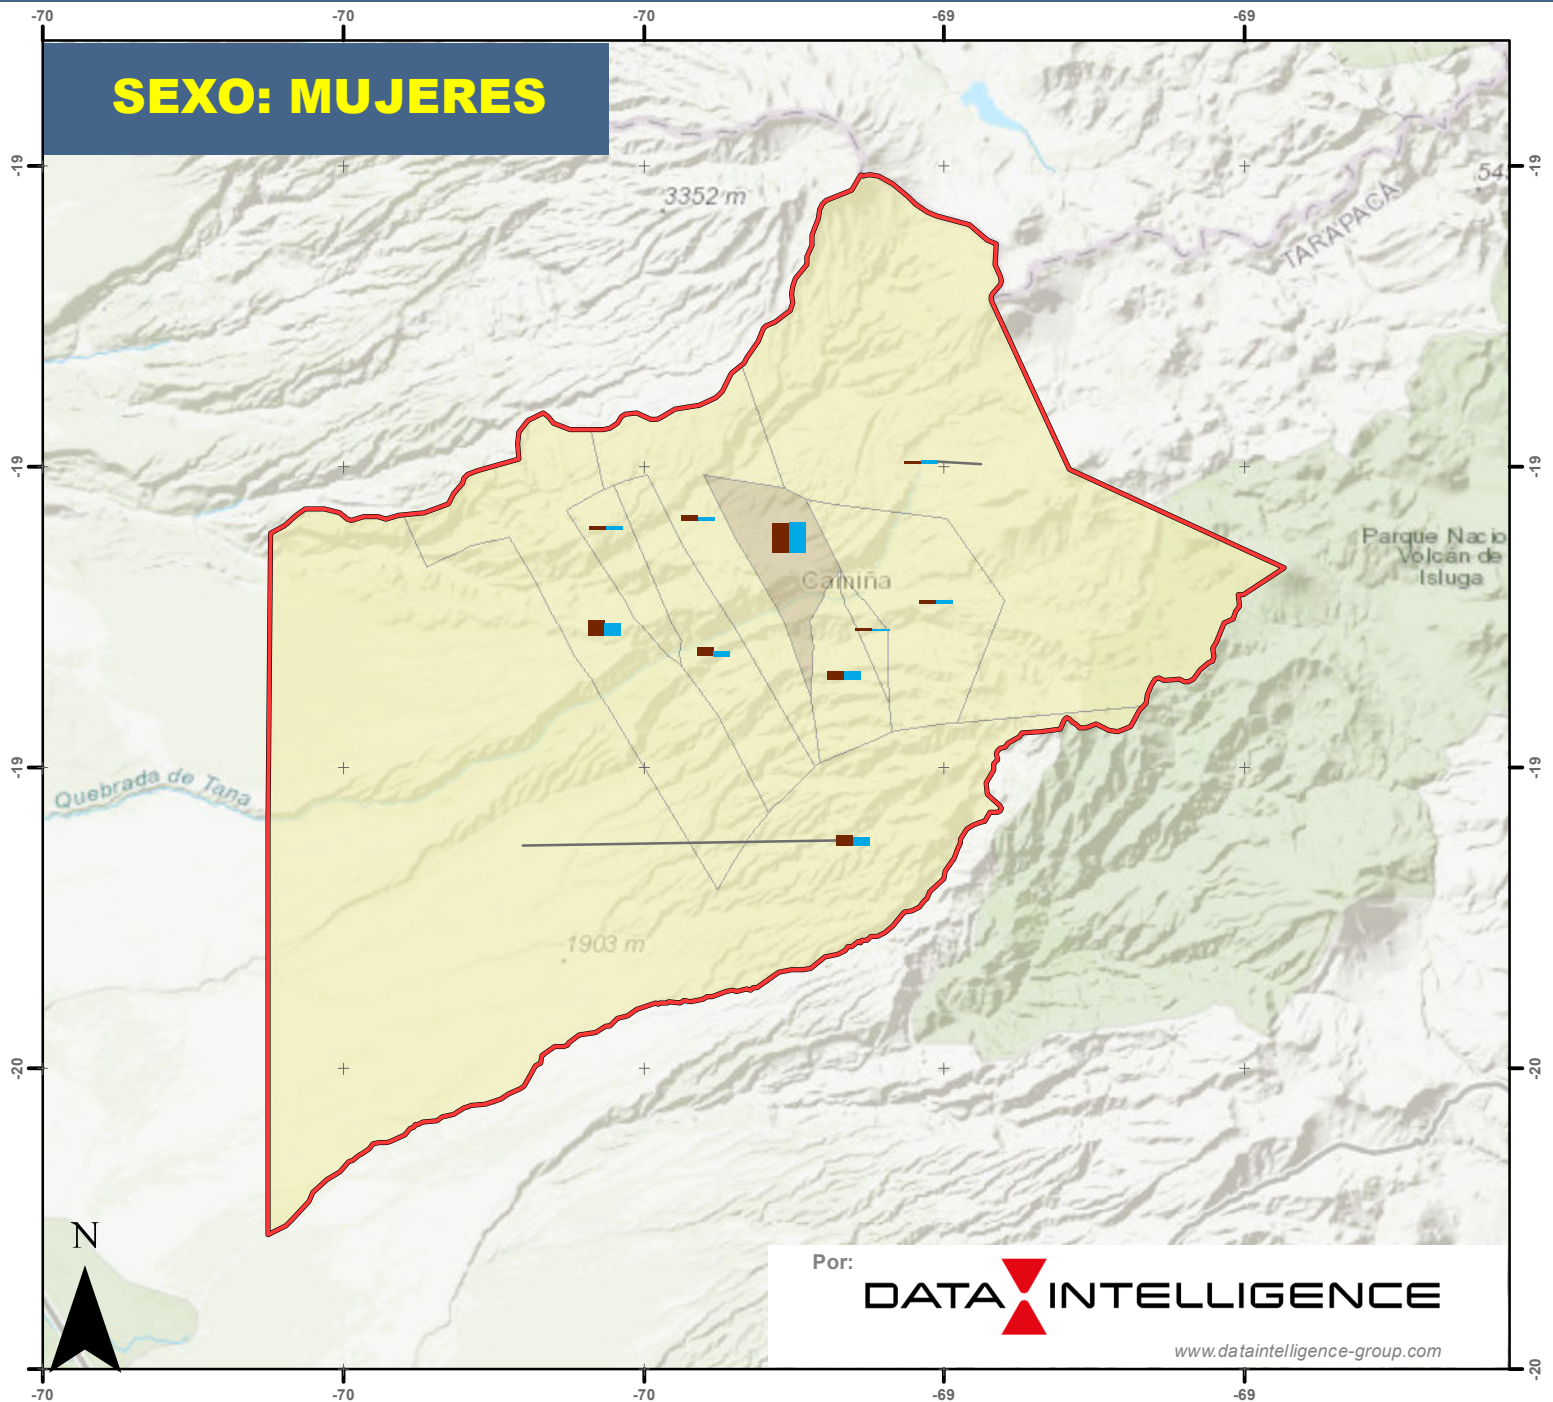 -70 -70 -70 -69 -69
SEXO: MUJERES
-19 -19
3352 m
TARAPACÁ
-19 -19
Parque Nacio
Volcán de
Isluga
Camiña
-19 -19
Quebrada de Tana
1903 m
-20 -20
N
Por:
DATA INTELLIGENCE
www.dataintelligence-group.com
-20
-70 -70 -70 -69 -69